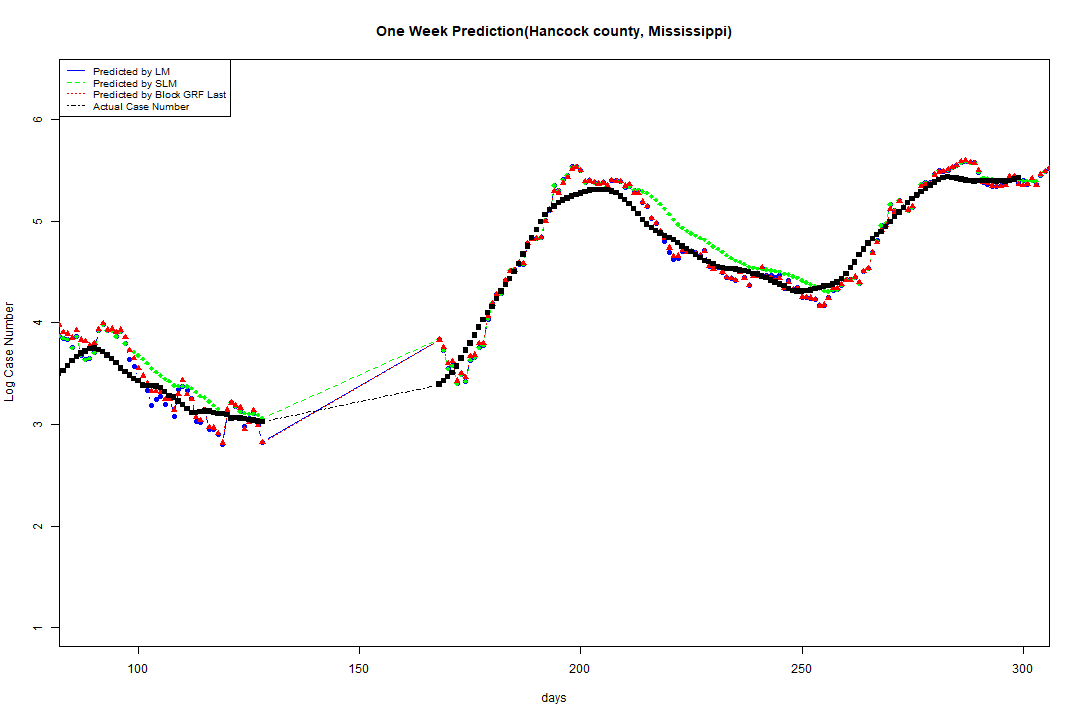 One Week Prediction(Hancock county, Mississippi)
Predicted by LM
Predicted by SLM
Predicted by Block GRF Last
Actual Case Number
Log Case Number
6
5
4
3
2
1
100
150
200
250
300
days